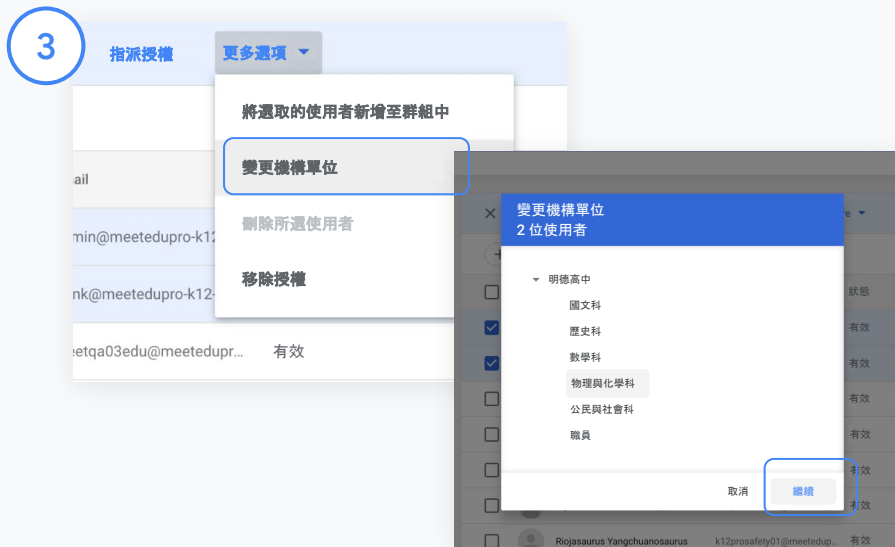 3
指派授權
更多選項
將選取的使用者新增至群組中
變更機構單位
刪除所選使用者
移除授權
ail
min@meetedupro-k12
nk@meetedupro-k12-
eetqa03edu@meetedupr... 有效
變更機構單位
2 位使用者
re
明德高中
國文科
歷史科
數學科
物理與化學科
公民與社會科
職員
取消
繼續
狀態
有效
有效
有效
有效
有效
有效
Riojasaurus Yangchuanosaurus k12prosafety01@meetedup... 有效